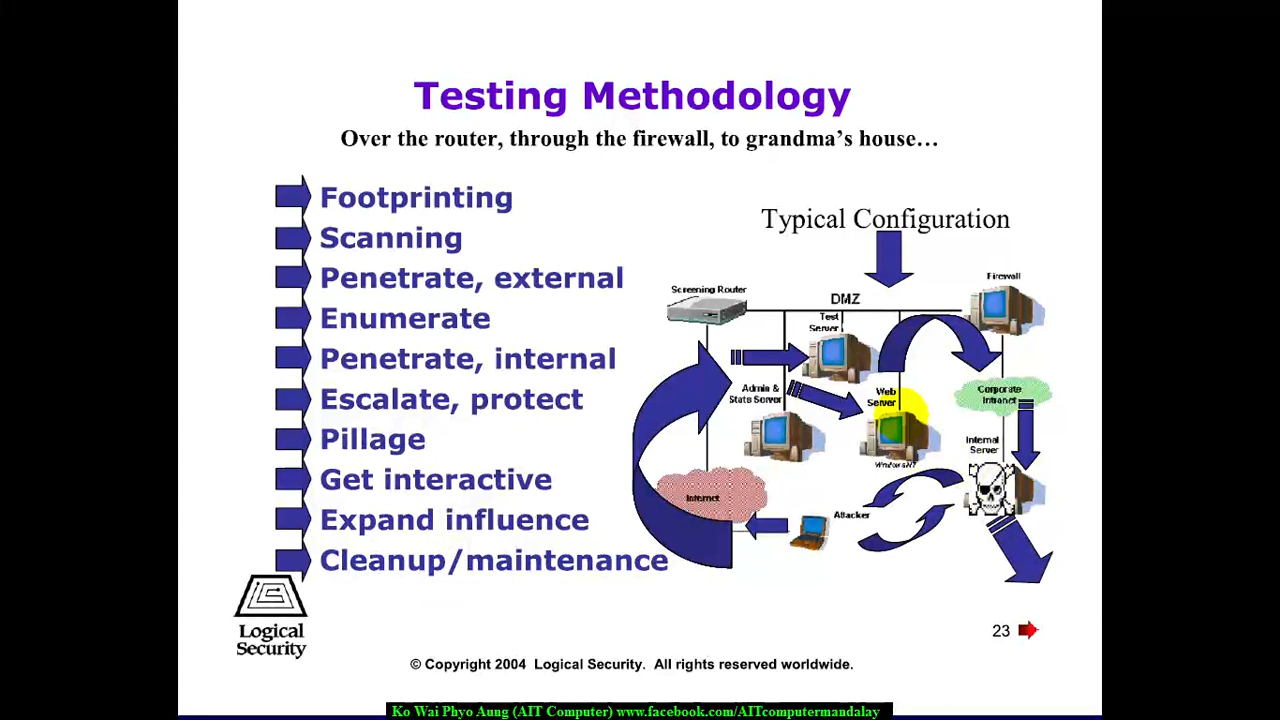 Testing Methodology
Over the router, through the firewall, to grandma's house…
Footprinting
Scanning
Penetrate, external
Enumerate
Penetrate, internal
Escalate, protect
Pillage
Get interactive
Expand influence
Cleanup/maintenance
Typical Configuration
Screening Router
DMZ
Firewall
Test
Server
Admin &
State Server
Web
Server
Windows NT
Corporate
Intranet
Internal
Server
Internet
Attacker
Logical
Security
23
© Copyright 2004 Logical Security. All rights reserved worldwide.
Ko Wai Phyo Aung (AIT Computer) www.facebook.com/AITcomputermandalay